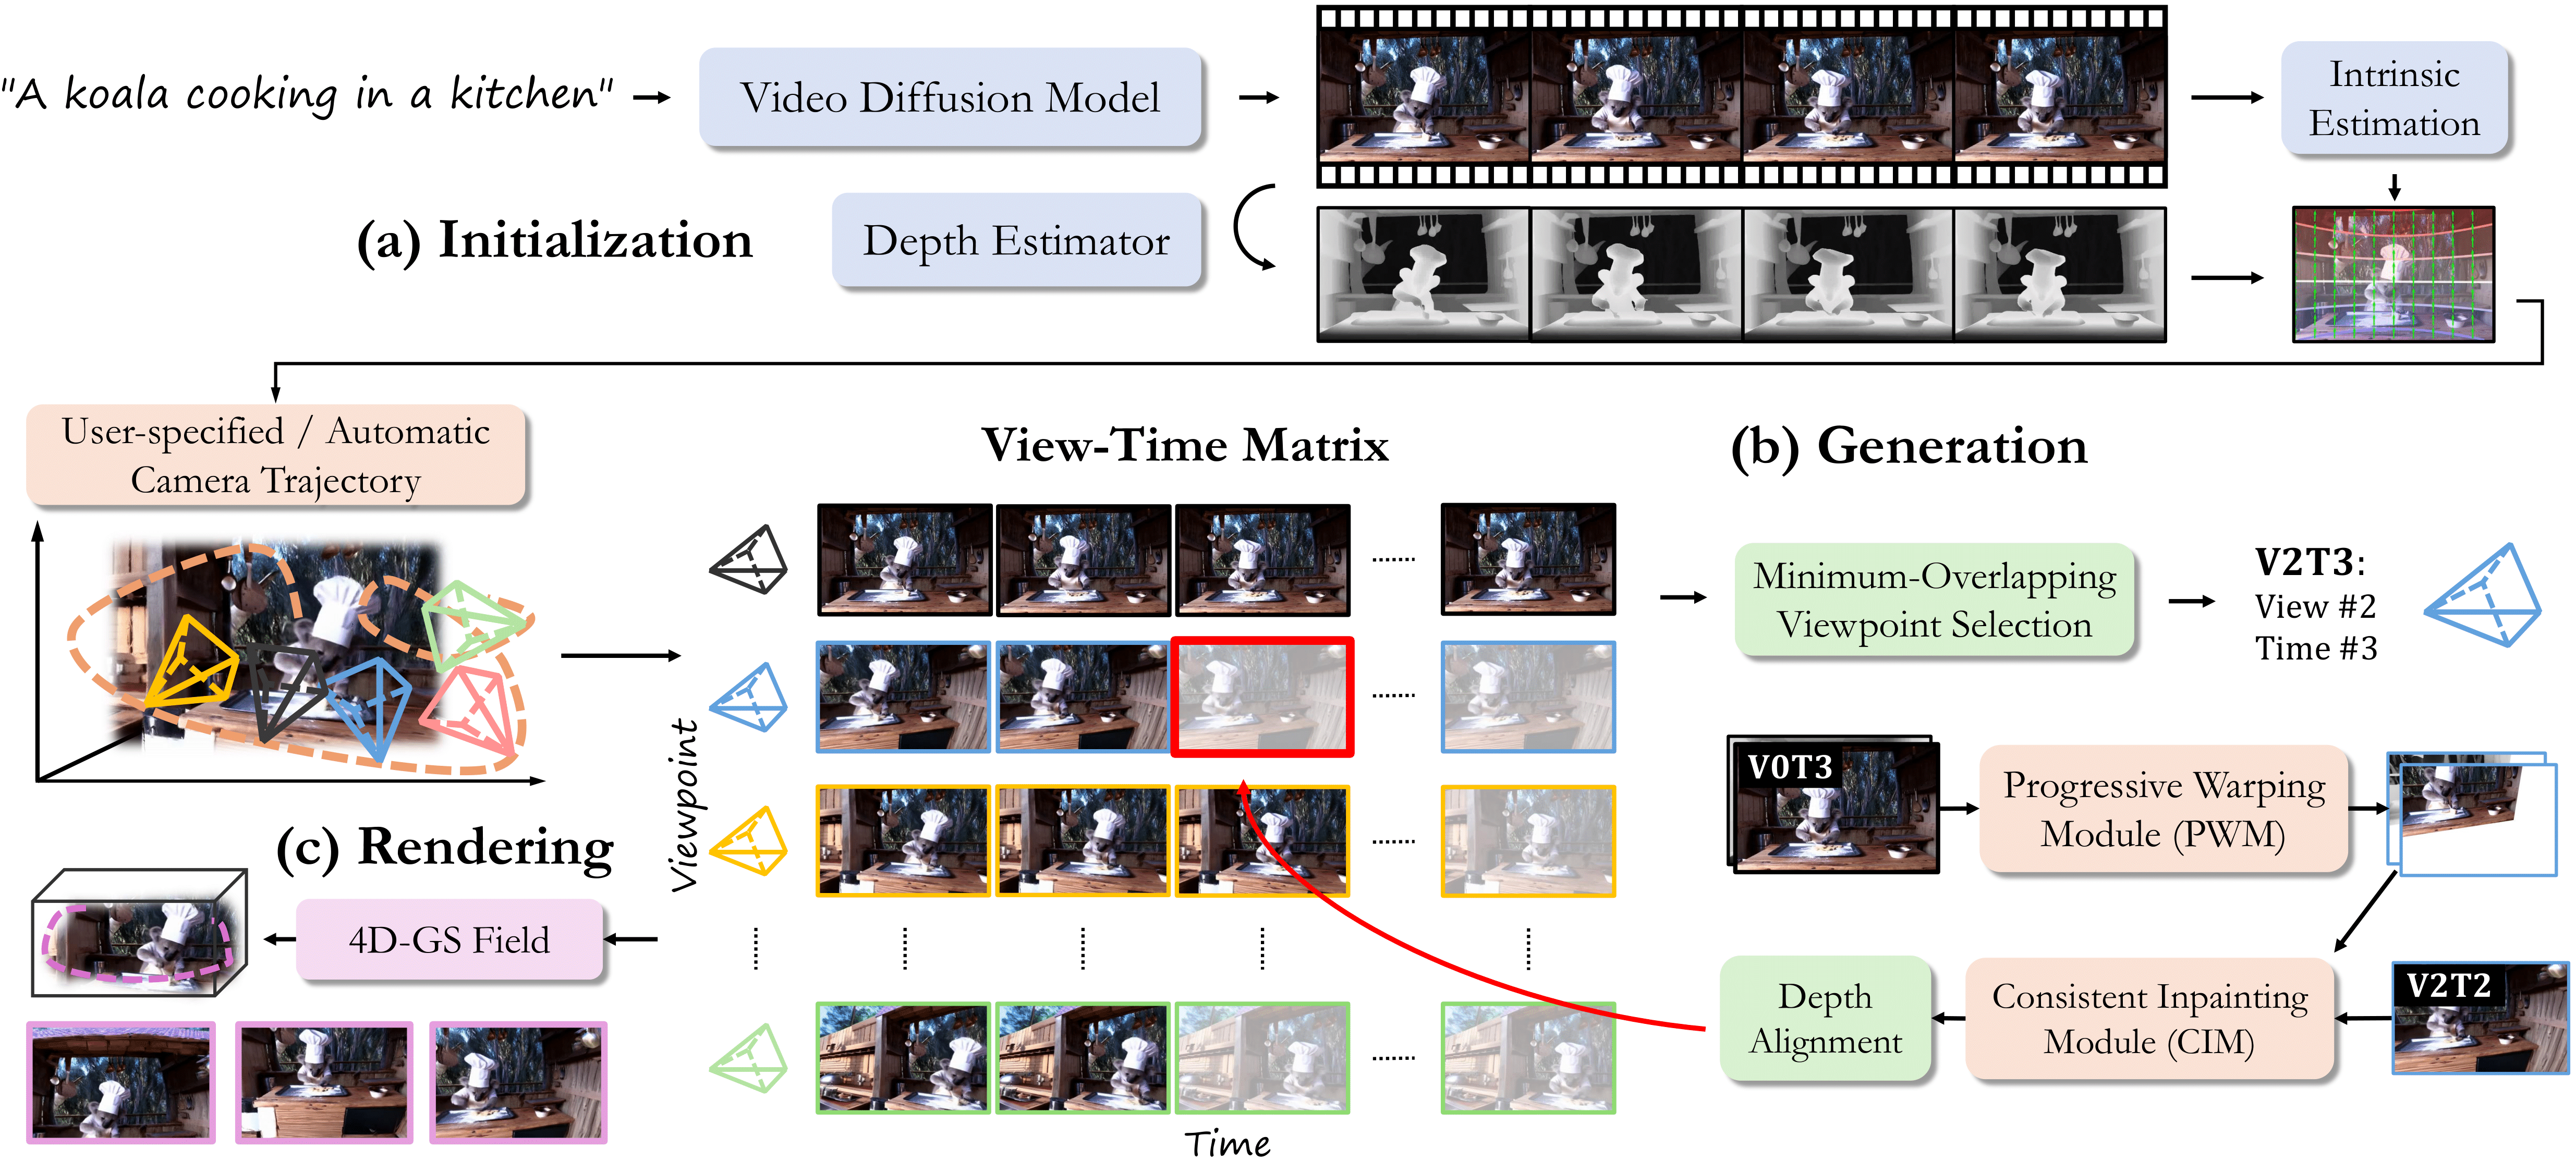 "A koala cooking in a kitchen"
Video Diffusion Model
Intrinsic
Estimation
(a) Initialization
Depth Estimator
User-specified / Automatic
Camera Trajectory
View-Time Matrix
(b) Generation
Minimum-Overlapping
Viewpoint Selection
V2T3:
View #2
Time #3
Viewpoint
V0T3
Progressive Warping
Module (PWM)
(c) Rendering
4D-GS Field
Depth
Alignment
Consistent Inpainting
Module (CIM)
V2T2
Time